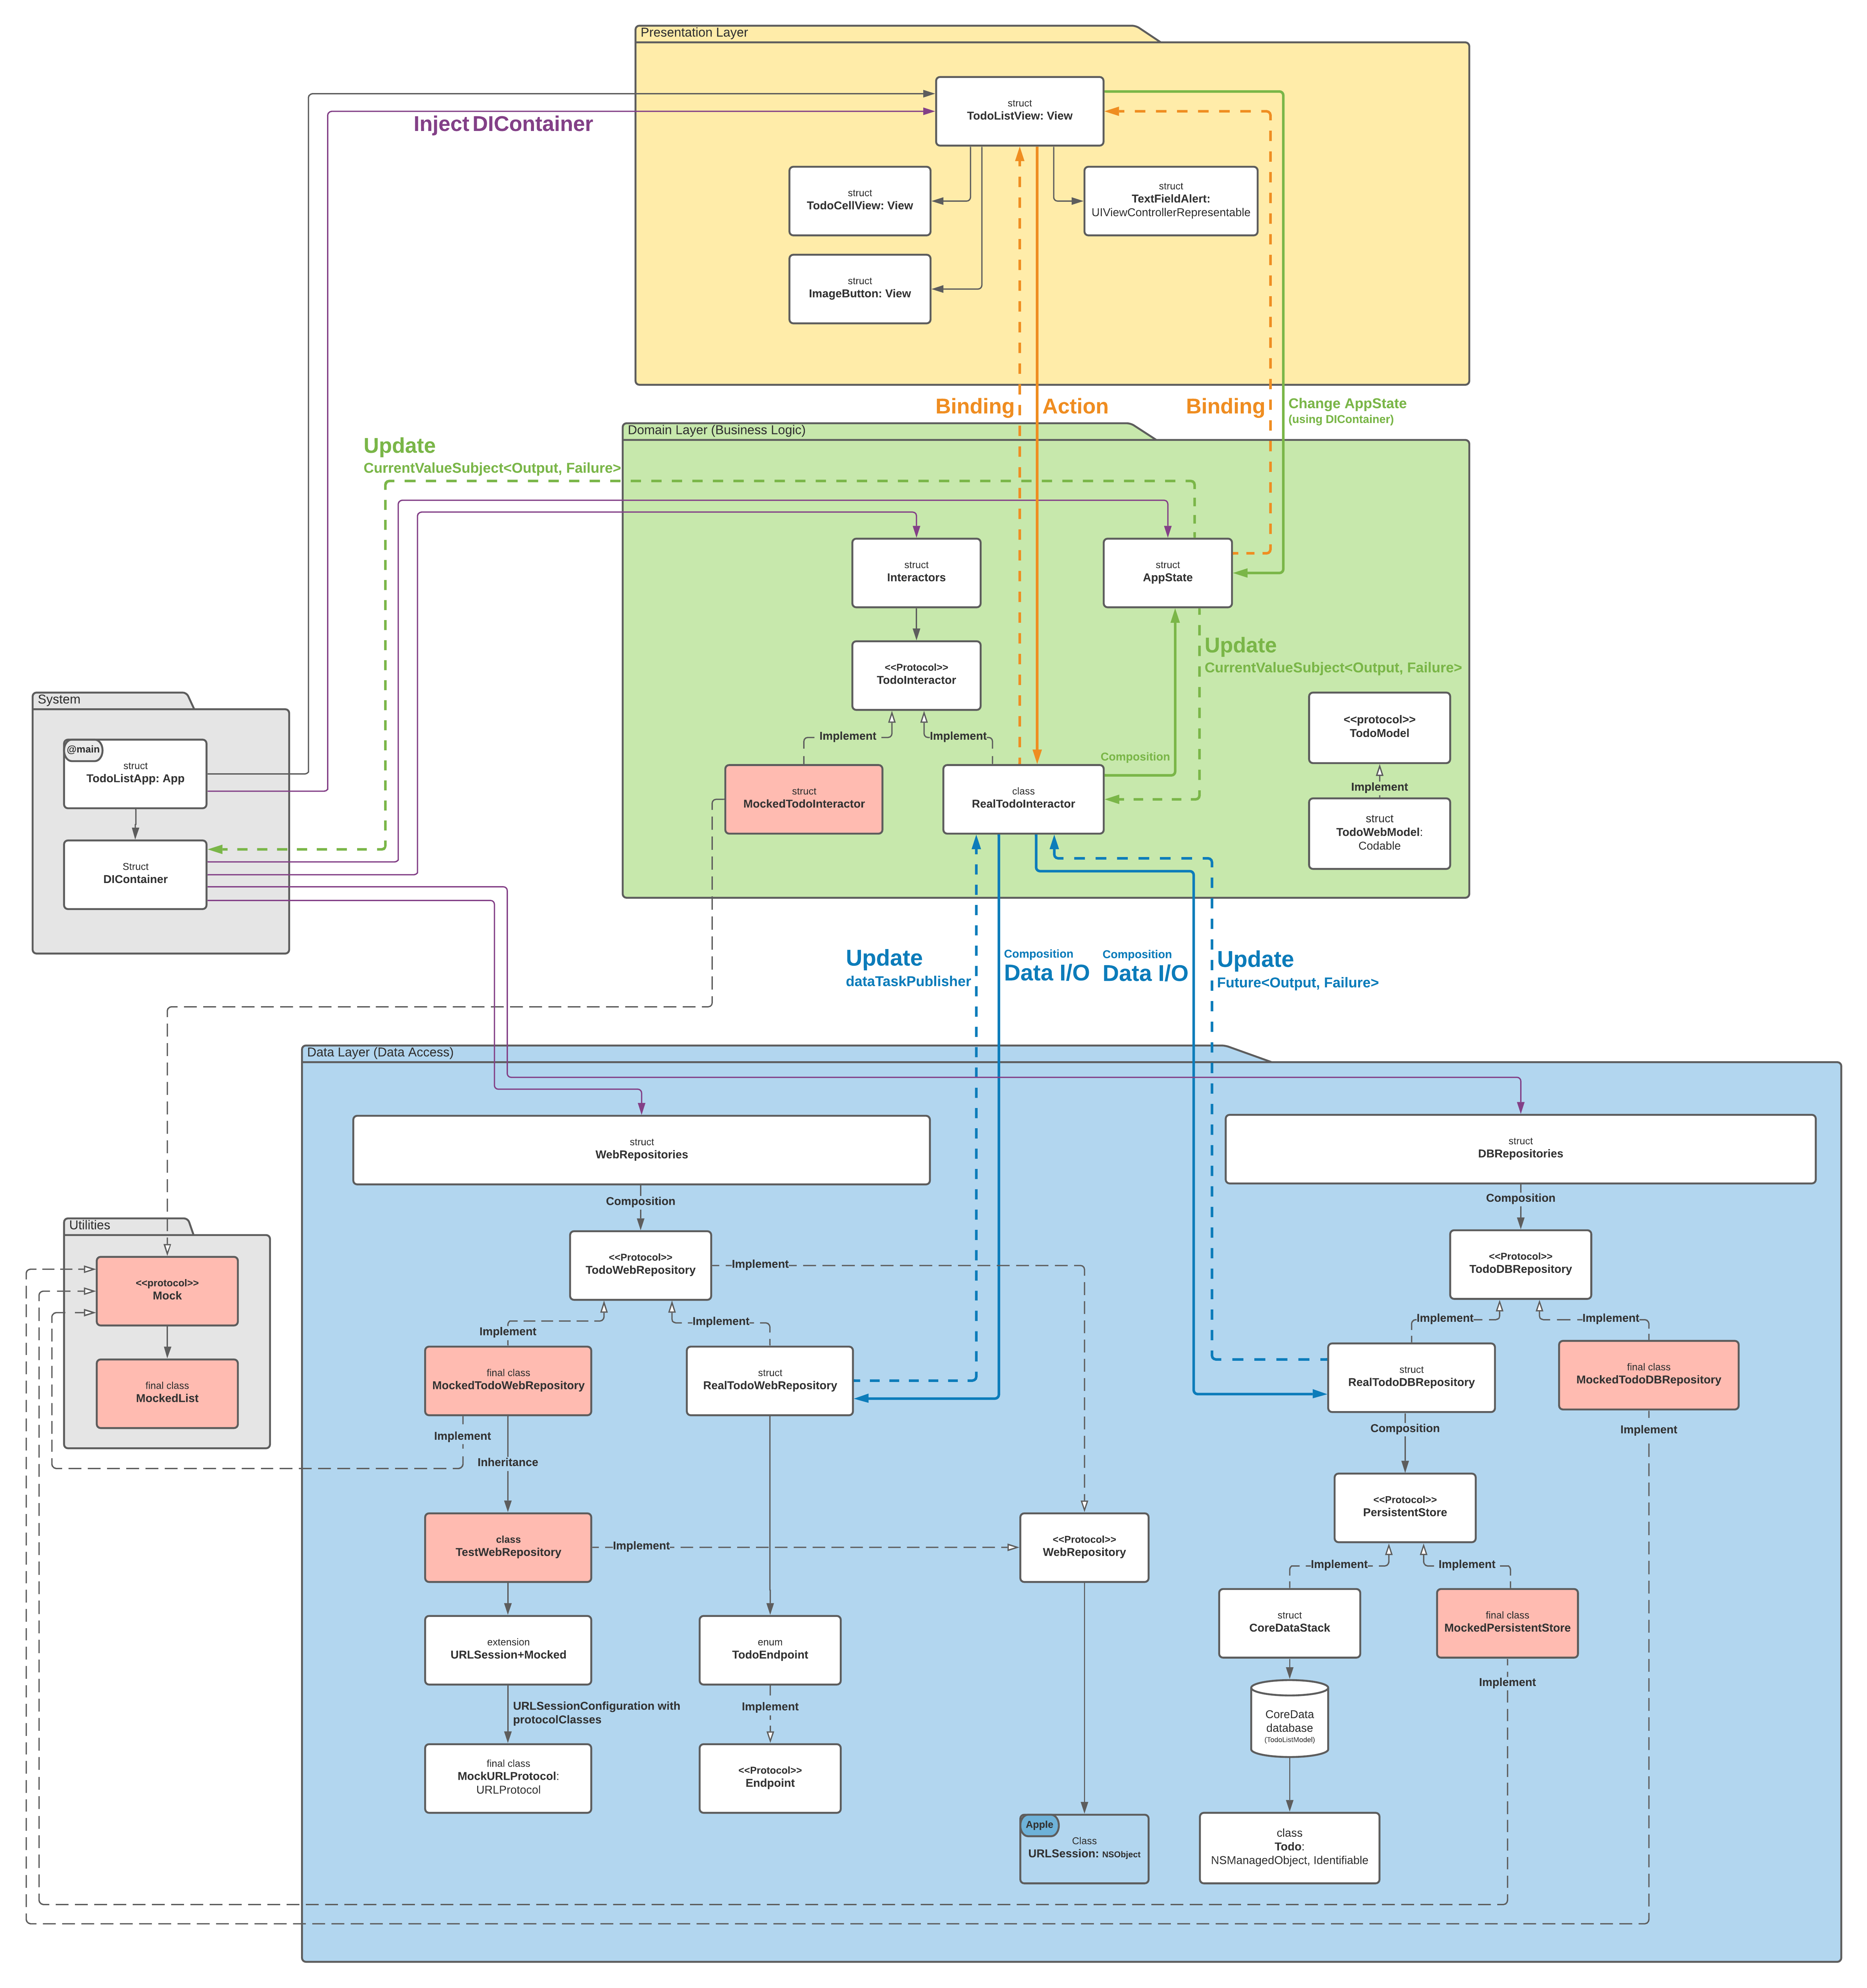 Presentation Layer
struct
TodoListView: View
Inject DIContainer
struct
TodoCellView: View
struct
TextFieldAlert:
UIViewControllerRepresentable
struct
ImageButton: View
Binding
Action
Binding
Change AppState
(using DIContainer)
Domain Layer (Business Logic)
Update
CurrentValueSubject<Output, Failure>
struct
Interactors
struct
AppState
Update
CurrentValueSubject<Output, Failure>
<<Protocol>>
TodoInteractor
System
@main
struct
TodoListApp: App
Struct
DIContainer
Implement
Implement
Composition
<<protocol>>
TodoModel
Implement
struct
MockedTodoInteractor
class
RealTodoInteractor
struct
TodoWebModel:
Codable
Update
dataTaskPublisher
Composition
Data I/O
Composition
Data I/O
Update
Future<Output, Failure>
Data Layer (Data Access)
struct
WebRepositories
struct
DBRepositories
Composition
Composition
Utilities
<<protocol>>
Mock
final class
MockedList
<<Protocol>>
TodoWebRepository
Implement
<<Protocol>>
TodoDBRepository
Implement
Implement
Implement
Implement
final class
MockedTodoWebRepository
struct
RealTodoWebRepository
struct
RealTodoDBRepository
final class
MockedTodoDBRepository
Implement
Inheritance
Composition
Implement
class
TestWebRepository
Implement
<<Protocol>>
WebRepository
<<Protocol>>
PersistentStore
Implement
Implement
extension
URLSession+Mocked
enum
TodoEndpoint
struct
CoreDataStack
final class
MockedPersistentStore
URLSessionConfiguration with
protocolClasses
Implement
CoreData
database
(TodoListModel)
Implement
final class
MockURLProtocol:
URLProtocol
<<Protocol>>
Endpoint
Apple
Class
URLSession: NSObject
class
Todo:
NSManagedObject, Identifiable